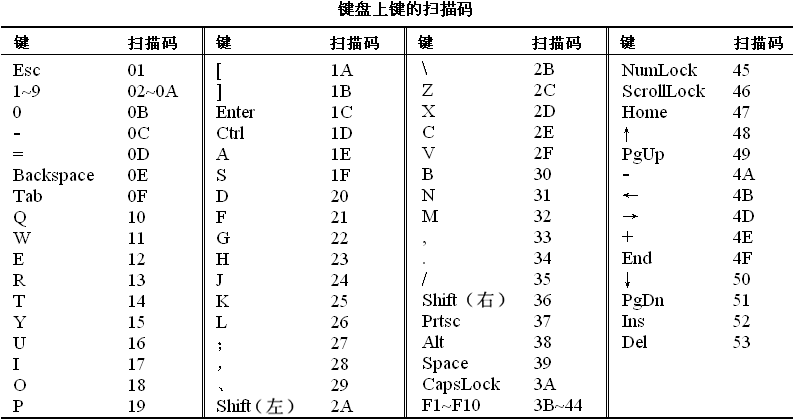 键盘上键的扫描码
键 扫描码 键 扫描码 键 扫描码 键 扫描码
Esc 01 [ 1A \ 2B NumLock 45
1~9 02~0A ] 1B Z 2C ScrollLock 46
0 0B Enter 1C X 2D Home 47
- 0C Ctrl 1D C 2E ↑ 48
= 0D A 1E V 2F PgUp 49
Backspace 0E S 1F B 30 - 4A
Tab 0F D 20 N 31 ← 4B
Q 10 F 21 M 32 → 4D
W 11 G 22 , 33 + 4E
E 12 H 23 . 34 End 4F
R 13 J 24 / 35 ↓ 50
T 14 K 25 Shift（右） 36 PgDn 51
Y 15 L 26 Prtsc 37 Ins 52
U 16 ； 27 Alt 38 Del 53
I 17 ， 28 Space 39
O 18 、 29 CapsLock 3A
P 19 Shift（左） 2A F1~F10 3B~44